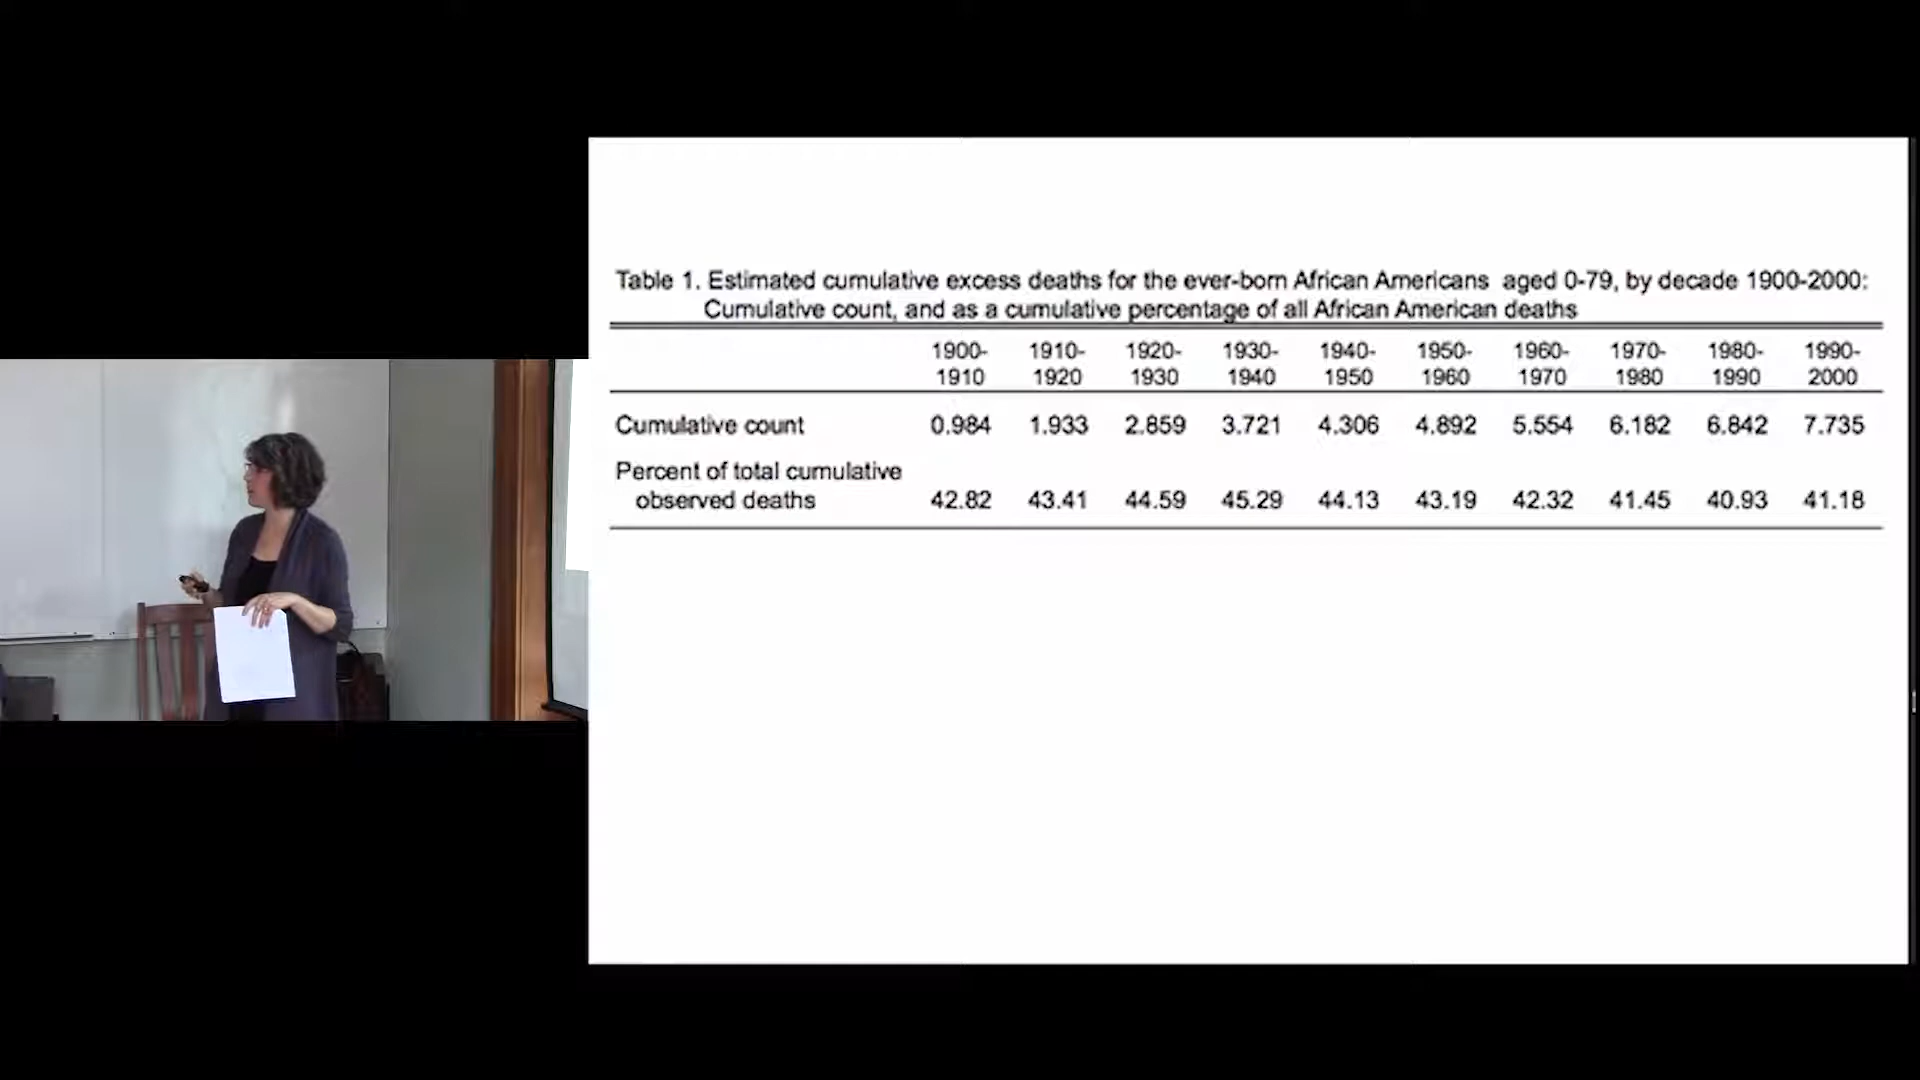 Table 1. Estimated cumulative excess deaths for the ever-born African Americans aged 0-79, by decade 1900-2000:
Cumulative count, and as a cumulative percentage of all African American deaths
1900- 1910- 1920- 1930- 1940- 1950- 1960- 1970- 1980- 1990-
1910 1920 1930 1940 1950 1960 1970 1980 1990 2000
Cumulative count 0.984 1.933 2.859 3.721 4.306 4.892 5.554 6.182 6.842 7.735
Percent of total cumulative
observed deaths 42.82 43.41 44.59 45.29 44.13 43.19 42.32 41.45 40.93 41.18